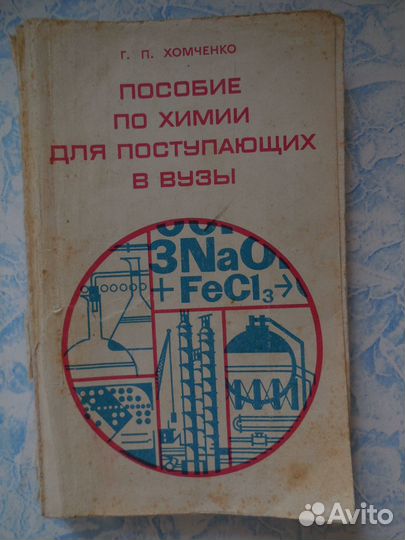 Г. П. ХОМЧЕНКО
ПОСОБИЕ
ПО ХИМИИ
ДЛЯ ПОСТУПАЮЩИХ
В ВУЗЫ
3NaO
+ FeCl₃→
Avito